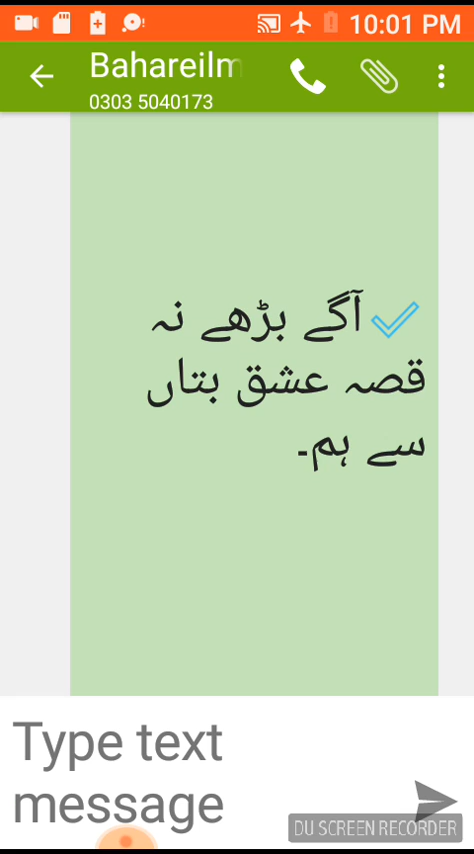 10:01 PM
Bahareilm
0303 5040173
آگے بڑھے نہ
قصہ عشق بتاں
سے ہم۔
Type text
message
DU SCREEN RECORDER